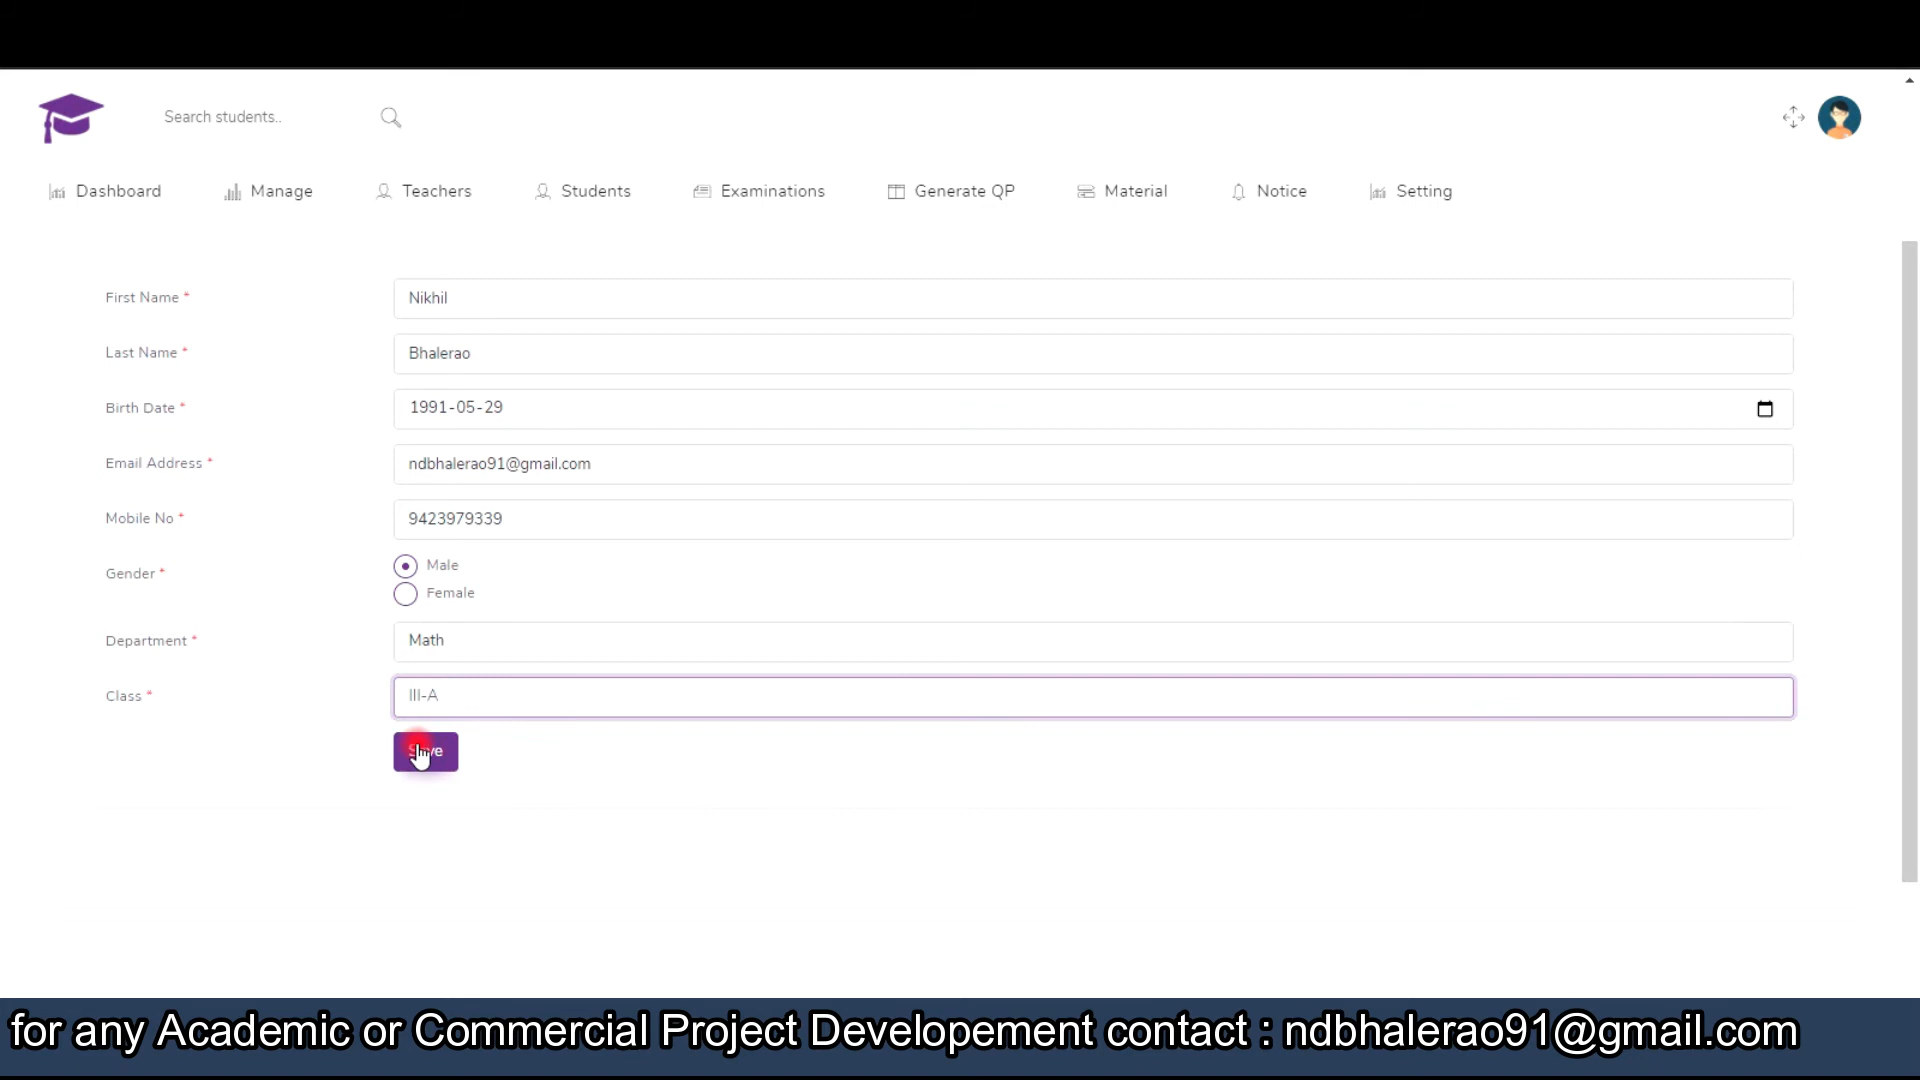 Search students..
Dashboard Manage Teachers Students Examinations Generate QP Material Notice Setting
First Name * Nikhil
Last Name * Bhalerao
Birth Date * 1991-05-29
Email Address * ndbhalerao91@gmail.com
Mobile No * 9423979339
Gender * Male
Female
Department * Math
Class * III-A
Save
for any Academic or Commercial Project Developement contact : ndbhalerao91@gmail.com